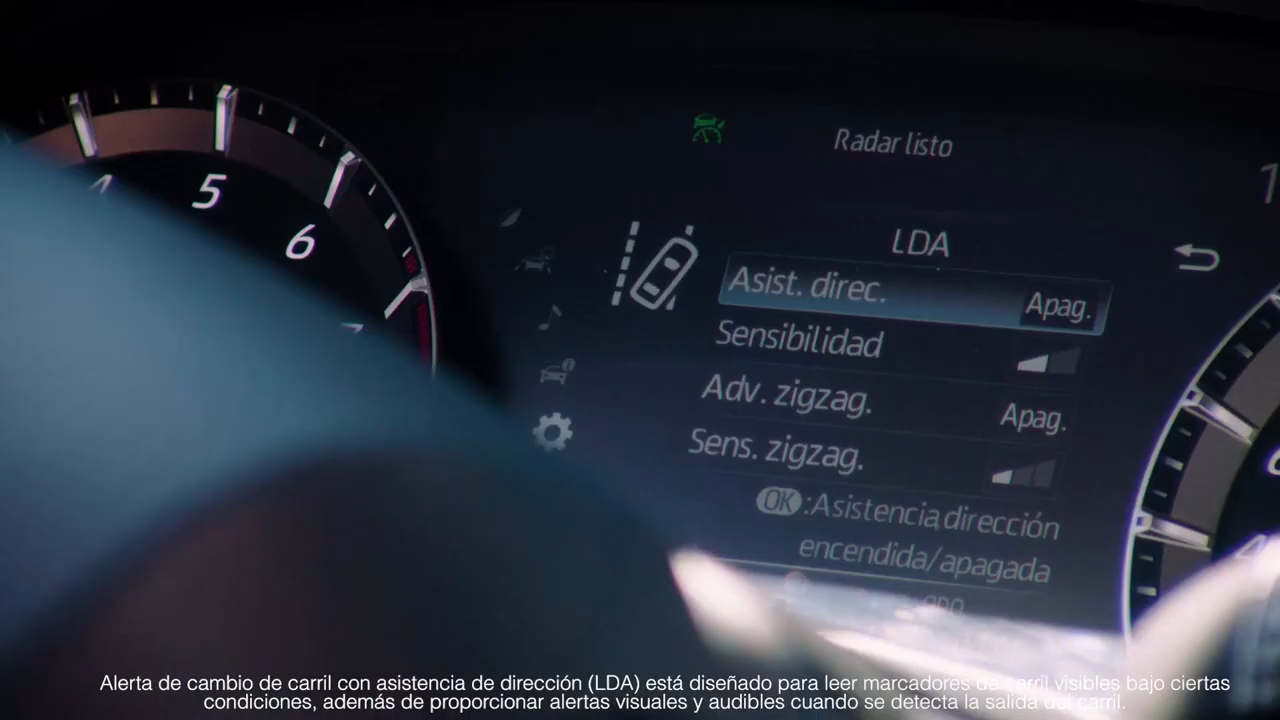 5
6
Radar listo
LDA
Asist. direc. Apag.
Sensibilidad
Adv. zigzag. Apag.
Sens. zigzag.
OK :Asistencia dirección
encendida/apagada
Alerta de cambio de carril con asistencia de dirección (LDA) está diseñado para leer marcadores de carril visibles bajo ciertas
condiciones, además de proporcionar alertas visuales y audibles cuando se detecta la salida del carril.